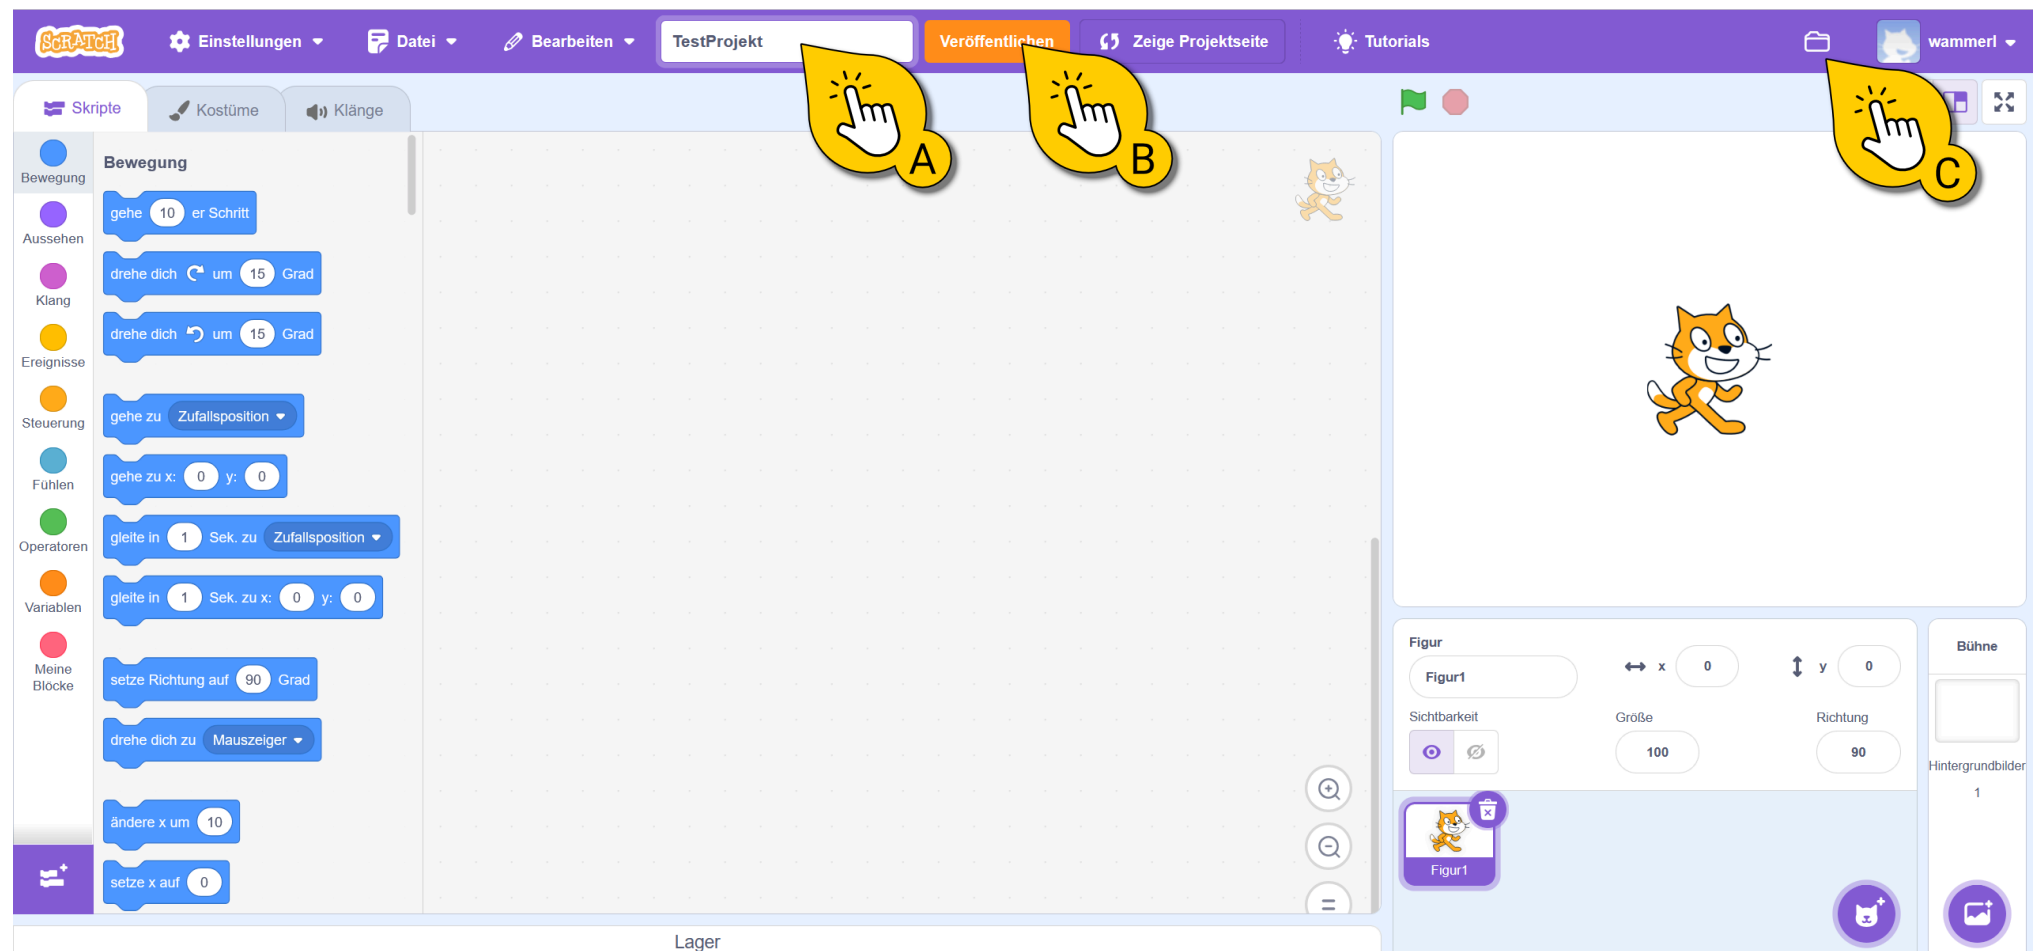 SCRATCH Einstellungen Datei Bearbeiten TestProjekt Veröffentlichen Zeige Projektseite Tutorials wammerl
A
B
C
Skripte Kostüme Klänge
Bewegung
Aussehen
Klang
Ereignisse
Steuerung
Fühlen
Operatoren
Variablen
Meine
Blöcke
Bewegung
gehe 10 er Schritt
drehe dich um 15 Grad
drehe dich um 15 Grad
gehe zu Zufallsposition
gehe zu x: 0 y: 0
gleite in 1 Sek. zu Zufallsposition
gleite in 1 Sek. zu x: 0 y: 0
setze Richtung auf 90 Grad
drehe dich zu Mauszeiger
ändere x um 10
setze x auf 0
Lager
Figur
Figur1
x 0 y 0
Sichtbarkeit Größe Richtung
100 90
Figur1
Bühne
Hintergrundbilder
1